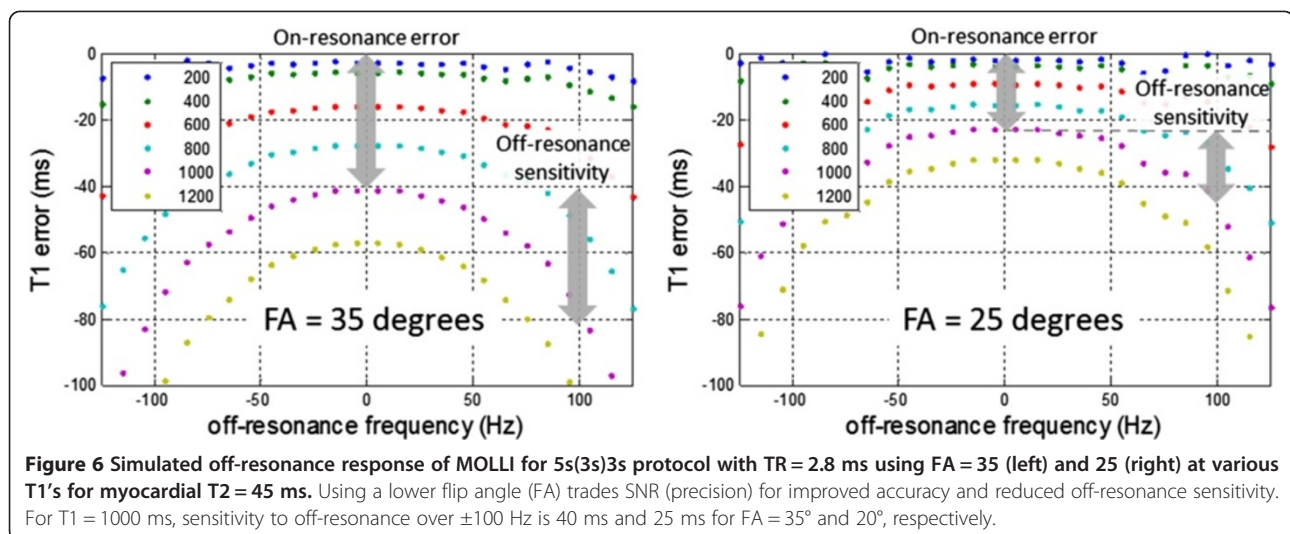 On-resonance error
0
-20
-40
-60
-80
-100
T1 error (ms)
200
400
600
800
1000
1200
Off-resonance
sensitivity
FA = 35 degrees
-100
-50
0
50
100
off-resonance frequency (Hz)
On-resonance error
0
-20
-40
-60
-80
-100
T1 error (ms)
200
400
600
800
1000
1200
Off-resonance
sensitivity
FA = 25 degrees
-100
-50
0
50
100
off-resonance frequency (Hz)
Figure 6 Simulated off-resonance response of MOLLI for 5s(3s)3s protocol with TR = 2.8 ms using FA = 35 (left) and 25 (right) at various
T1's for myocardial T2 = 45 ms. Using a lower flip angle (FA) trades SNR (precision) for improved accuracy and reduced off-resonance sensitivity.
For T1 = 1000 ms, sensitivity to off-resonance over ±100 Hz is 40 ms and 25 ms for FA = 35° and 20°, respectively.